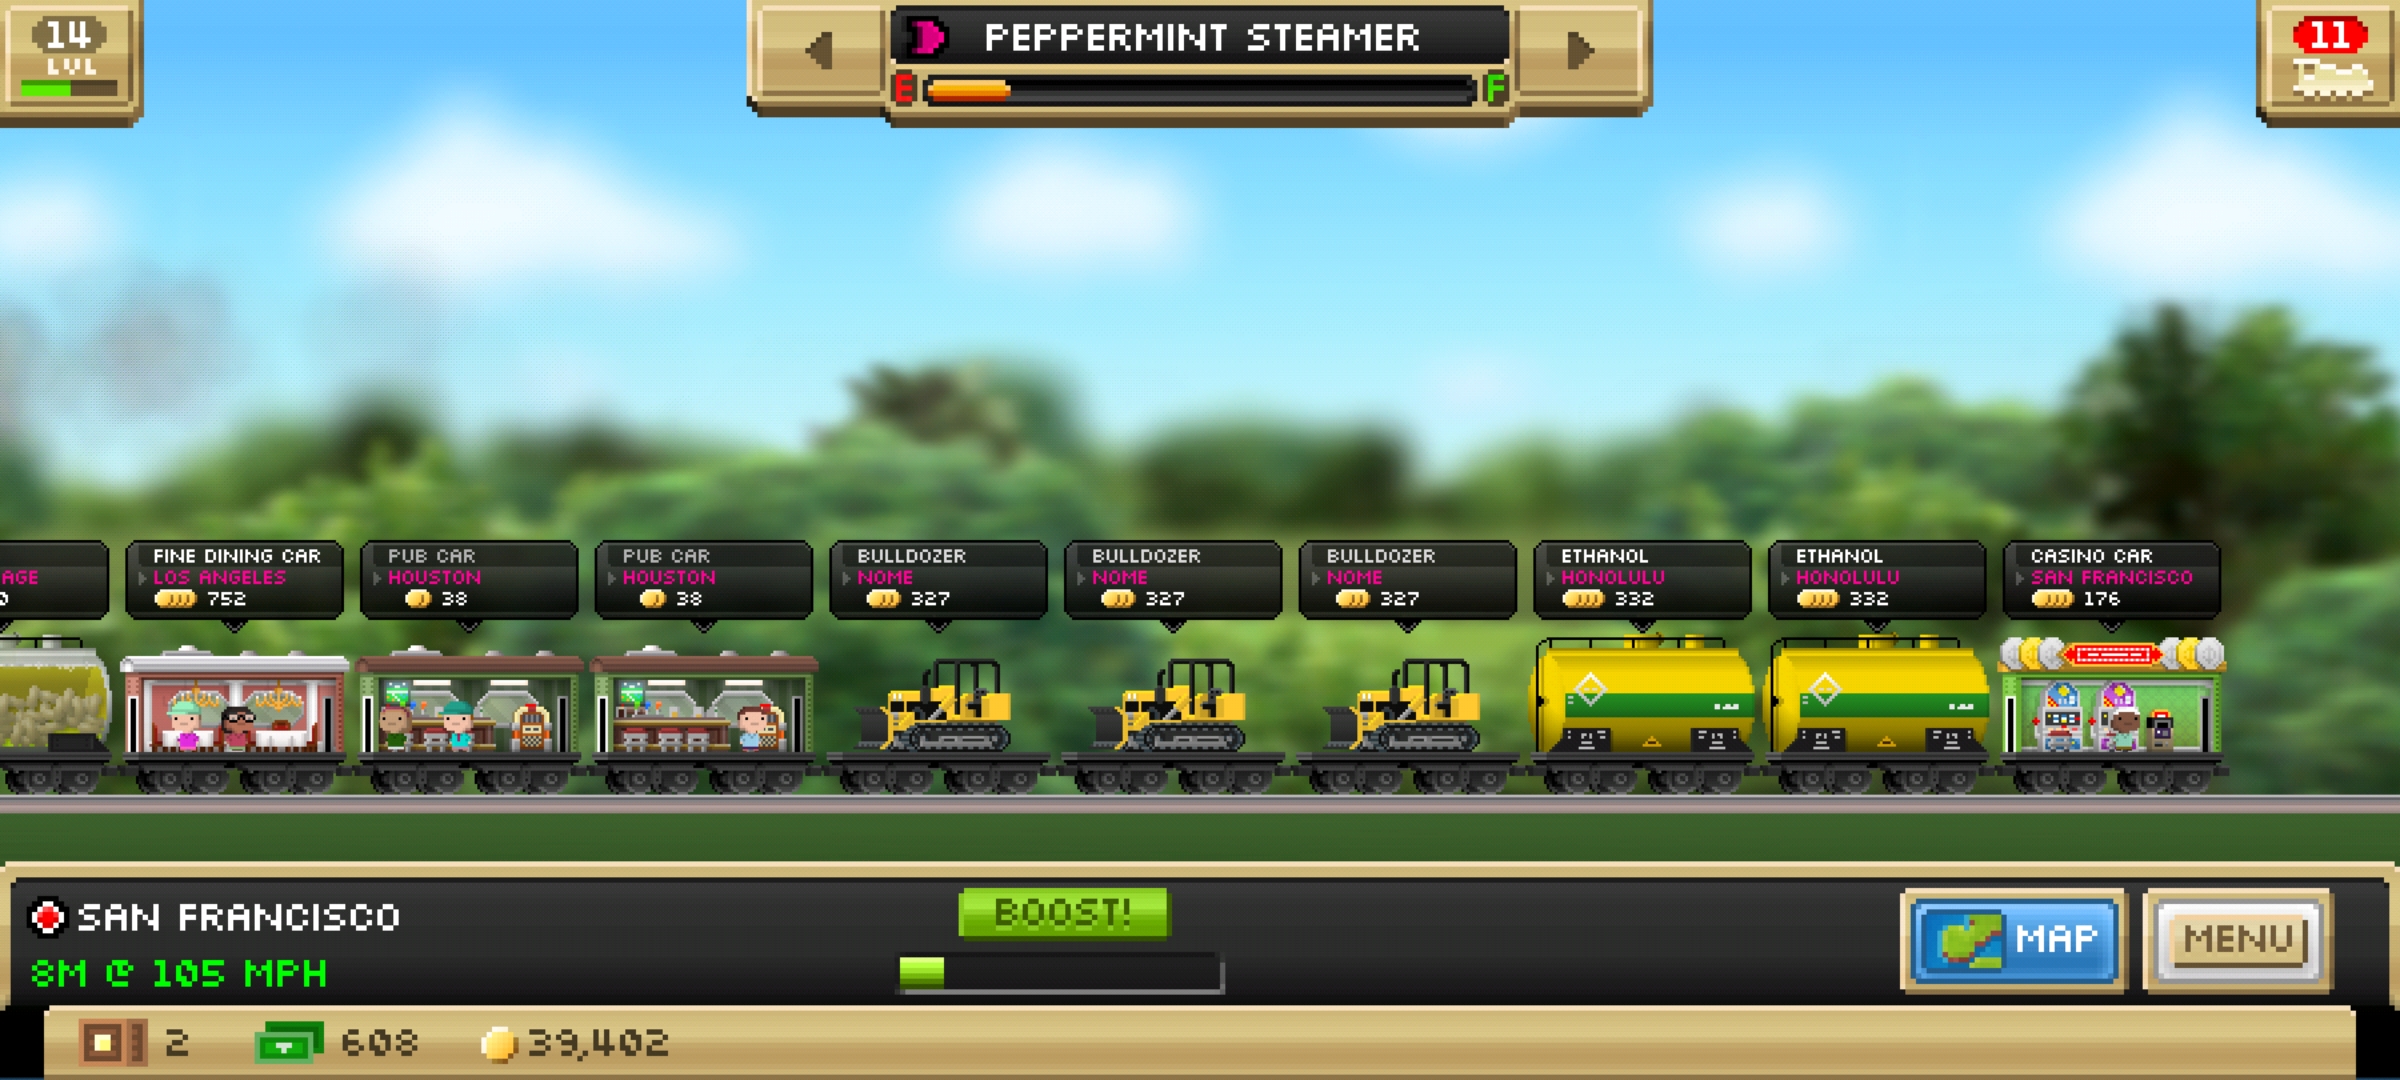 14
LVL
PEPPERMINT STEAMER
E F
11
AGE
0
FINE DINING CAR
LOS ANGELES
752
PUB CAR
HOUSTON
38
PUB CAR
HOUSTON
38
BULLDOZER
NOME
327
BULLDOZER
NOME
327
BULLDOZER
NOME
327
ETHANOL
HONOLULU
332
ETHANOL
HONOLULU
332
CASINO CAR
SAN FRANCISCO
176
SAN FRANCISCO
8M @ 105 MPH
BOOST!
MAP
MENU
2 608 39,402